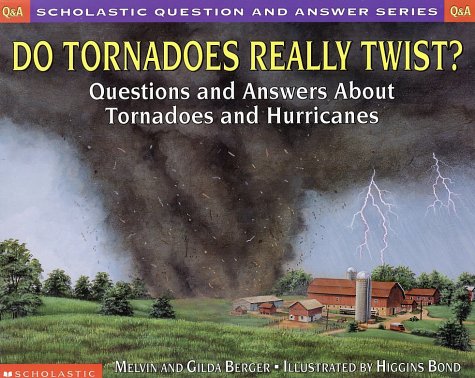 Q&A SCHOLASTIC QUESTION AND ANSWER SERIES Q&A
DO TORNADOES REALLY TWIST?
Questions and Answers About
Tornadoes and Hurricanes
SCHOLASTIC MELVIN AND GILDA BERGER • ILLUSTRATED BY HIGGINS BOND